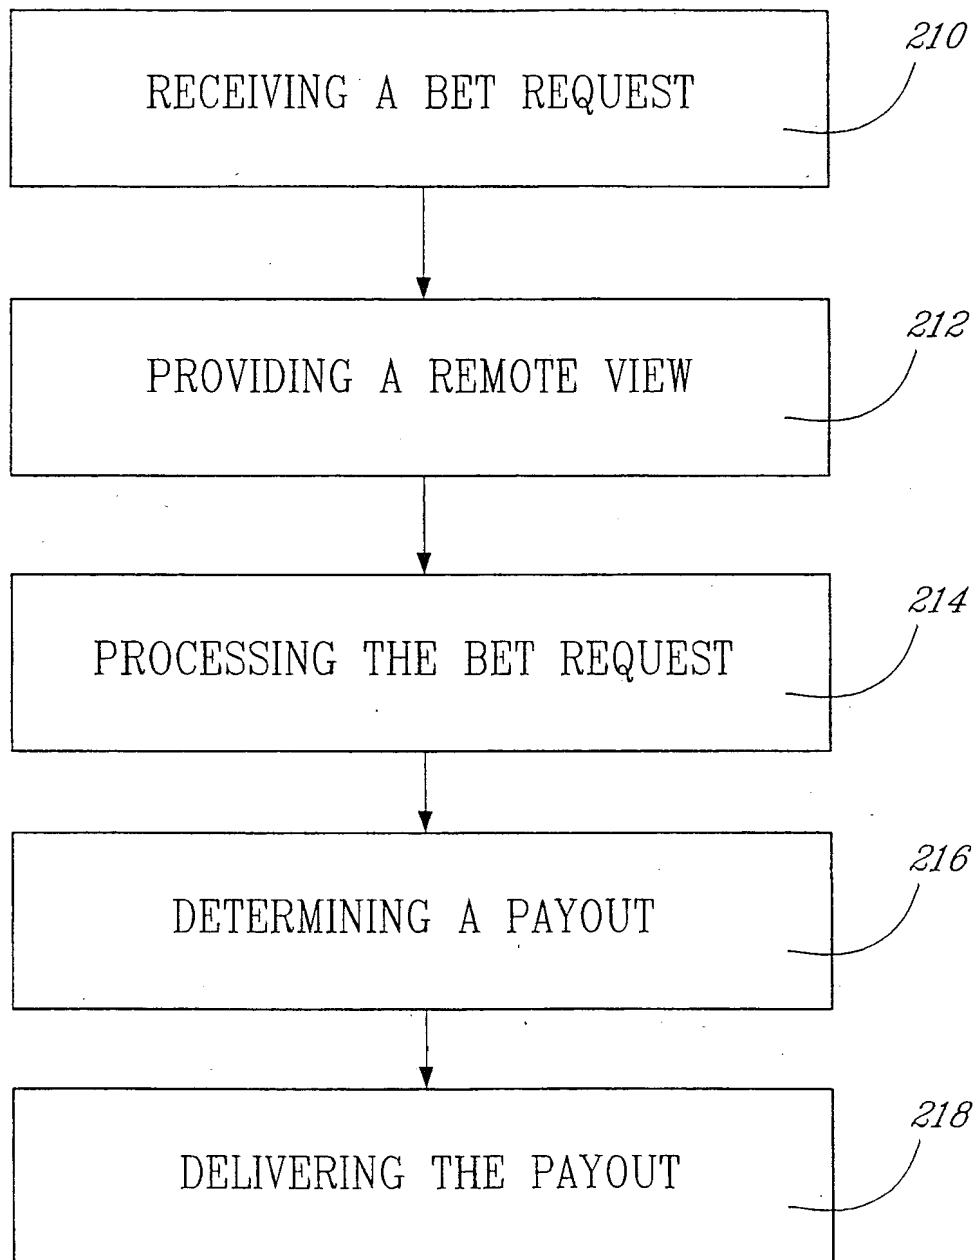 210
RECEIVING A BET REQUEST
212
PROVIDING A REMOTE VIEW
214
PROCESSING THE BET REQUEST
216
DETERMINING A PAYOUT
218
DELIVERING THE PAYOUT